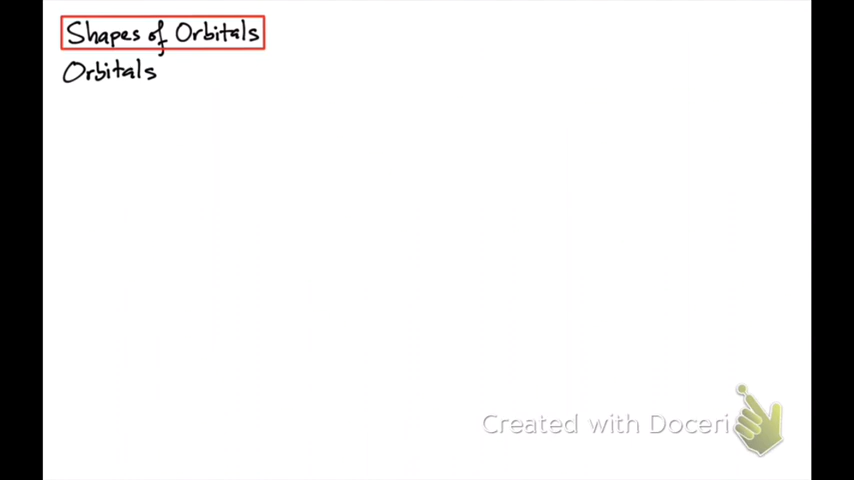 Shapes of Orbitals
Orbitals
Created with Doceri